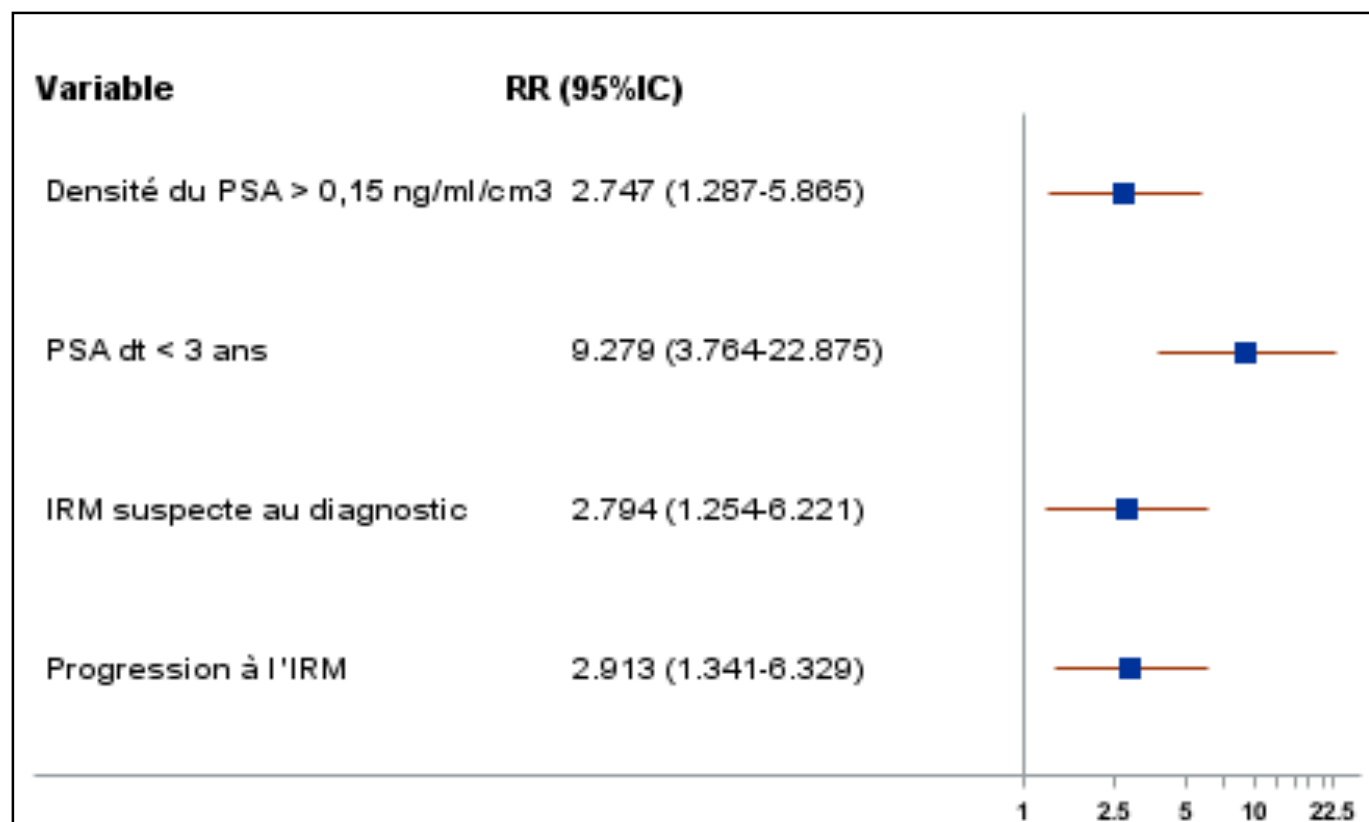 Variable RR (95%IC)
Densité du PSA > 0,15 ng/ml/cm3 2.747 (1.287-5.865)
PSA dt < 3 ans 9.279 (3.764-22.875)
IRM suspecte au diagnostic 2.794 (1.254-6.221)
Progression à l'IRM 2.913 (1.341-6.329)
1 2.5 5 10 22.5